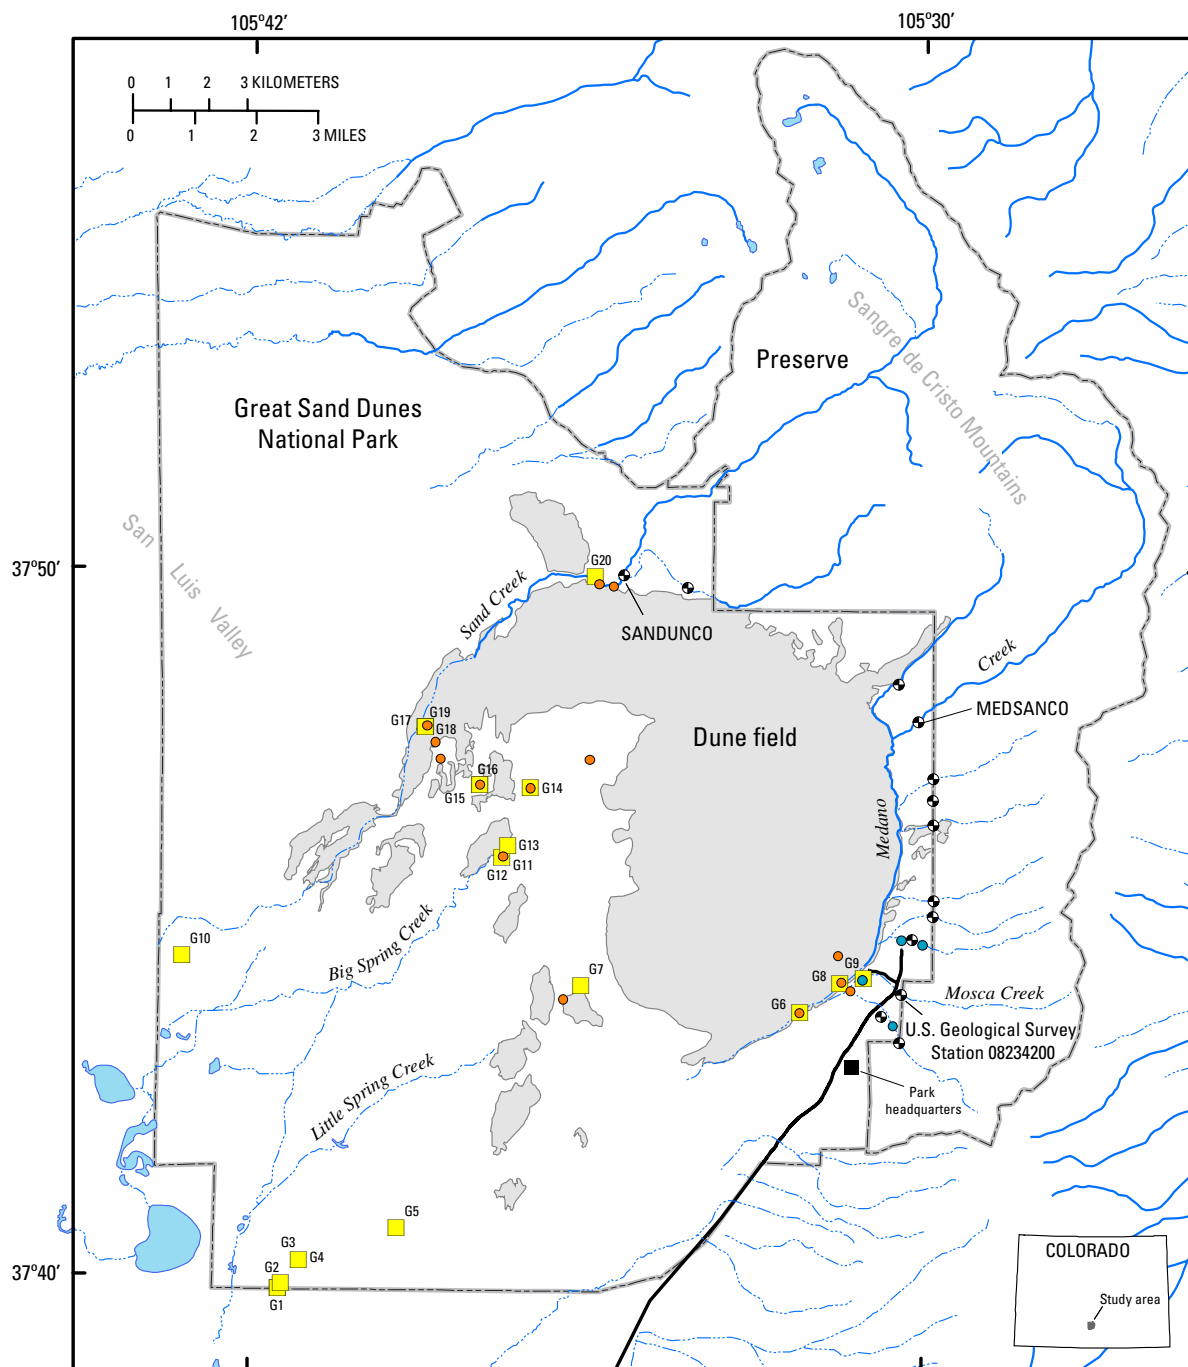 105°42′
105°30′
0 1 2 3 KILOMETERS
0 1 2 3 MILES
Sangre de Cristo Mountains
Preserve
Great Sand Dunes
National Park
San Luis Valley
37°50′
G20
Sand Creek
SANDUNCO
Creek
MEDSANCO
G19
G17
G18
Dune field
G16
G15
G14
Medano
G13
G11
G12
Big Spring Creek
G10
G7
G9
G8
G6
Mosca Creek
U.S. Geological Survey
Station 08234200
Little Spring Creek
Park
headquarters
G5
G3
G4
G2
G1
37°40′
COLORADO
Study area